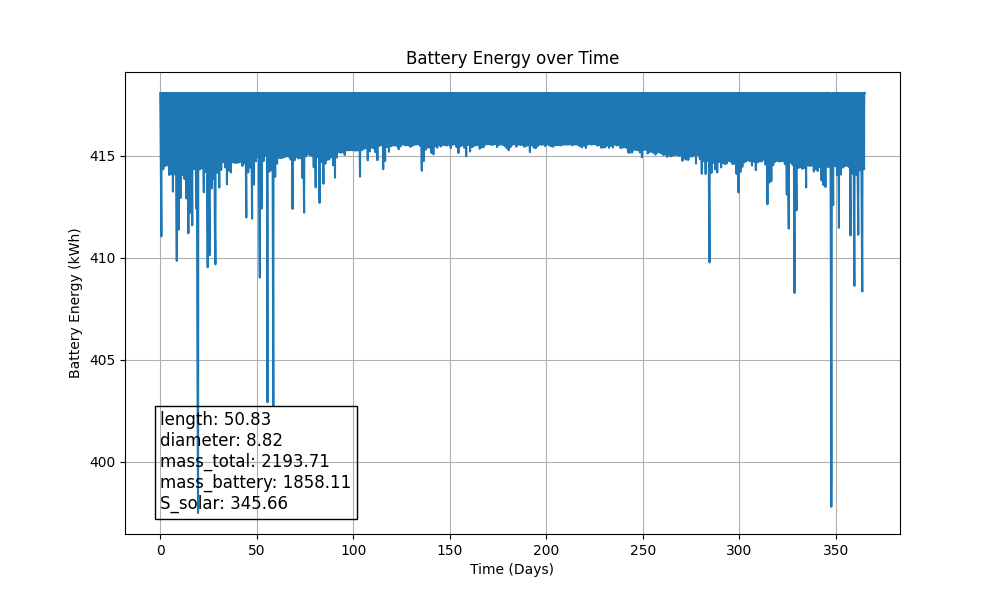 Battery Energy over Time
Battery Energy (kWh)
415
410
405
400
length: 50.83
diameter: 8.82
mass_total: 2193.71
mass_battery: 1858.11
S_solar: 345.66
0 50 100 150 200 250 300 350
Time (Days)